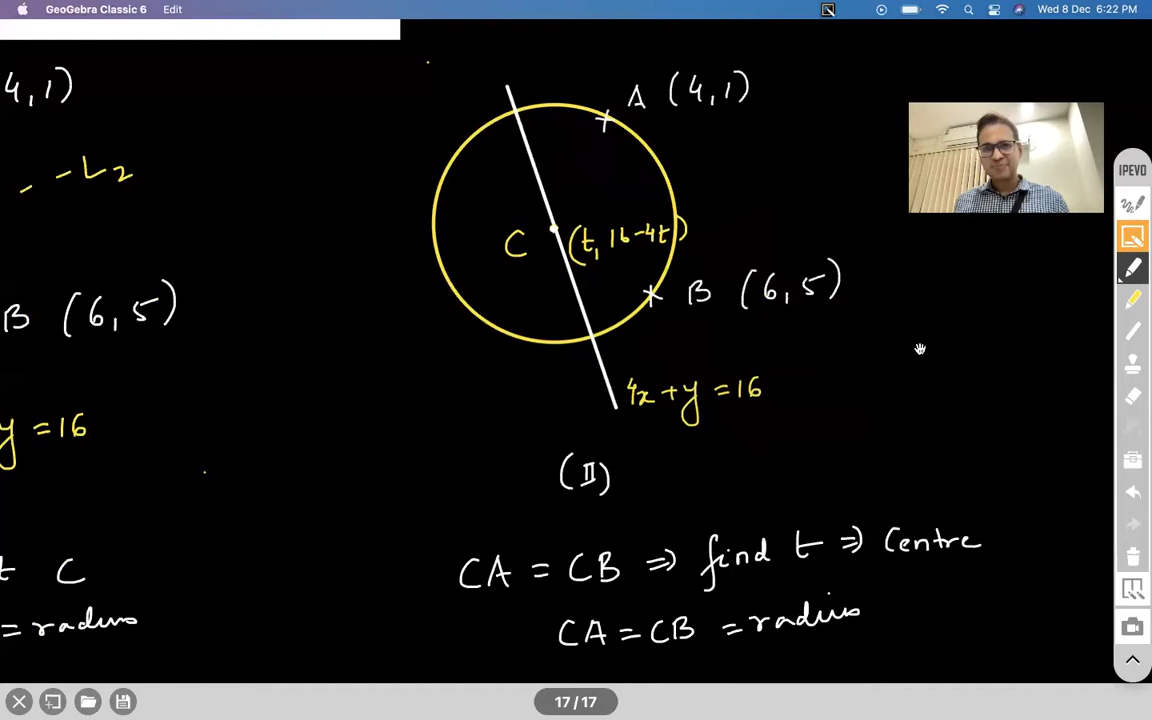 GeoGebra Classic 6 Edit Wed 8 Dec 6:22 PM
4,1)
A (4,1)
IPEVO
- - L2
C (t, 16-4t)
B (6,5)
B (6,5)
4x+y =16
y =16
(II)
CA = CB ⇒ find t ⇒ Centre
t C
= radius
CA = CB = radius
17/17